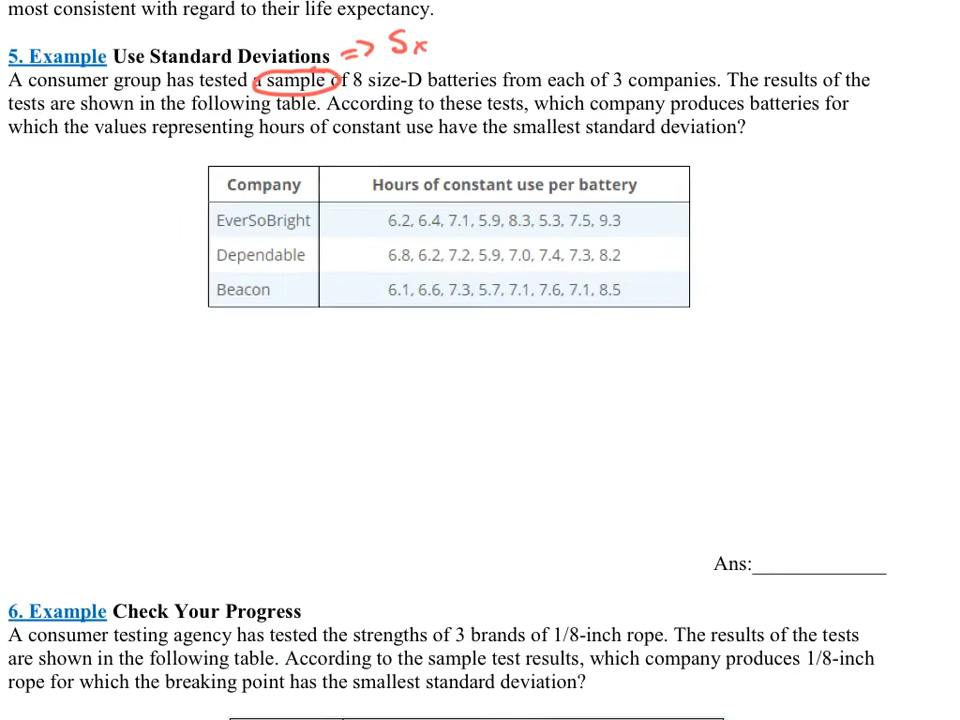 most consistent with regard to their life expectancy.
5. Example Use Standard Deviations => Sx
A consumer group has tested a sample of 8 size-D batteries from each of 3 companies. The results of the
tests are shown in the following table. According to these tests, which company produces batteries for
which the values representing hours of constant use have the smallest standard deviation?
Company Hours of constant use per battery
EverSoBright 6.2, 6.4, 7.1, 5.9, 8.3, 5.3, 7.5, 9.3
Dependable 6.8, 6.2, 7.2, 5.9, 7.0, 7.4, 7.3, 8.2
Beacon 6.1, 6.6, 7.3, 5.7, 7.1, 7.6, 7.1, 8.5
Ans:______________
6. Example Check Your Progress
A consumer testing agency has tested the strengths of 3 brands of 1/8-inch rope. The results of the tests
are shown in the following table. According to the sample test results, which company produces 1/8-inch
rope for which the breaking point has the smallest standard deviation?